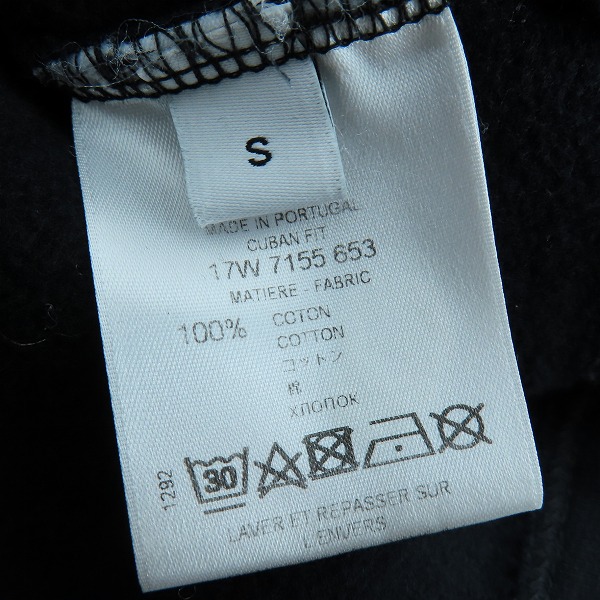 S
MADE IN PORTUGAL
CUBAN FIT
17W 7155 653
MATIERE - FABRIC
100% COTON
COTTON
コットン
棉
ХЛОПОК
30
1292
LAVER ET REPASSER SUR
L'ENVERS